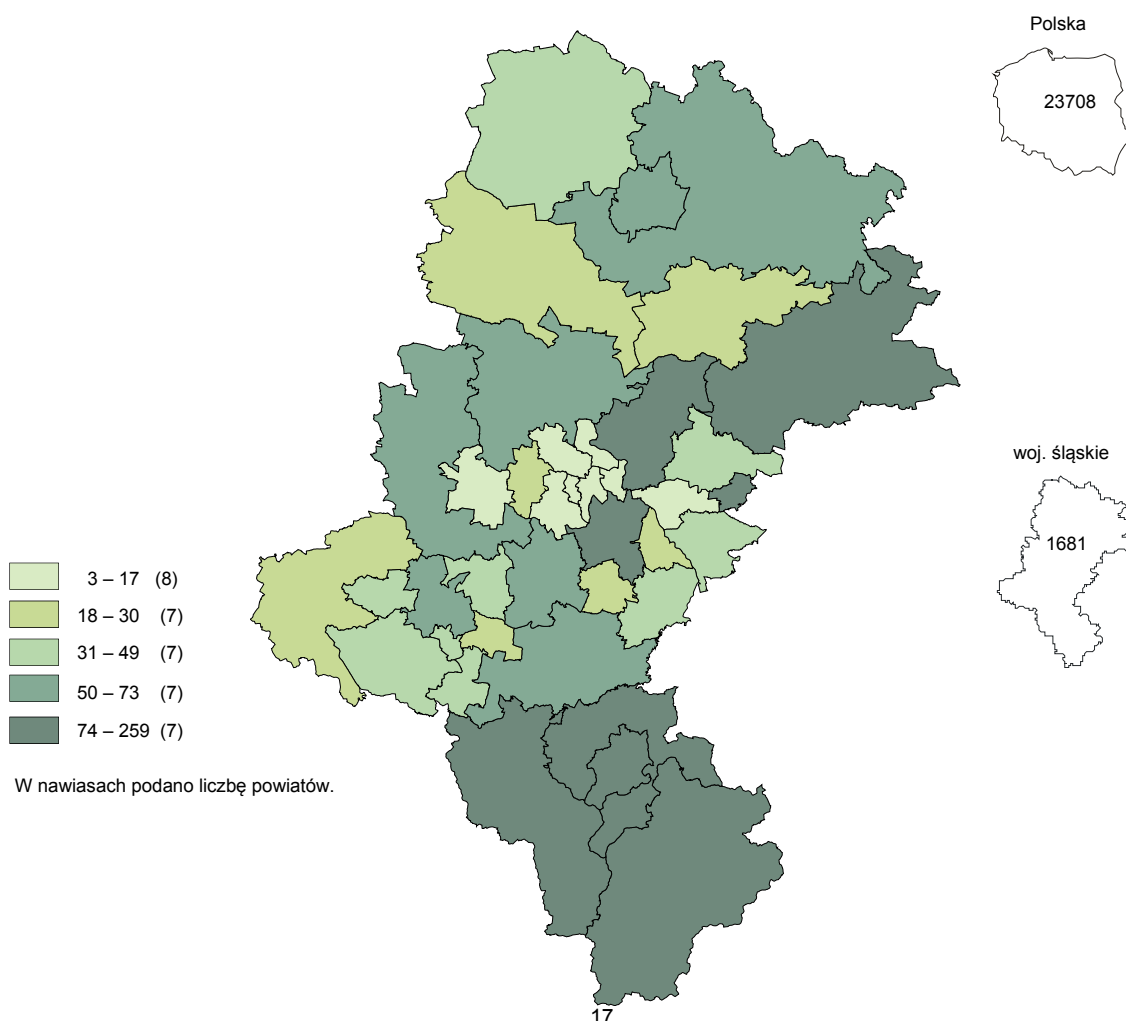 Polska
23708
woj. śląskie
1681
3 – 17 (8)
18 – 30 (7)
31 – 49 (7)
50 – 73 (7)
74 – 259 (7)
W nawiasach podano liczbę powiatów.
17